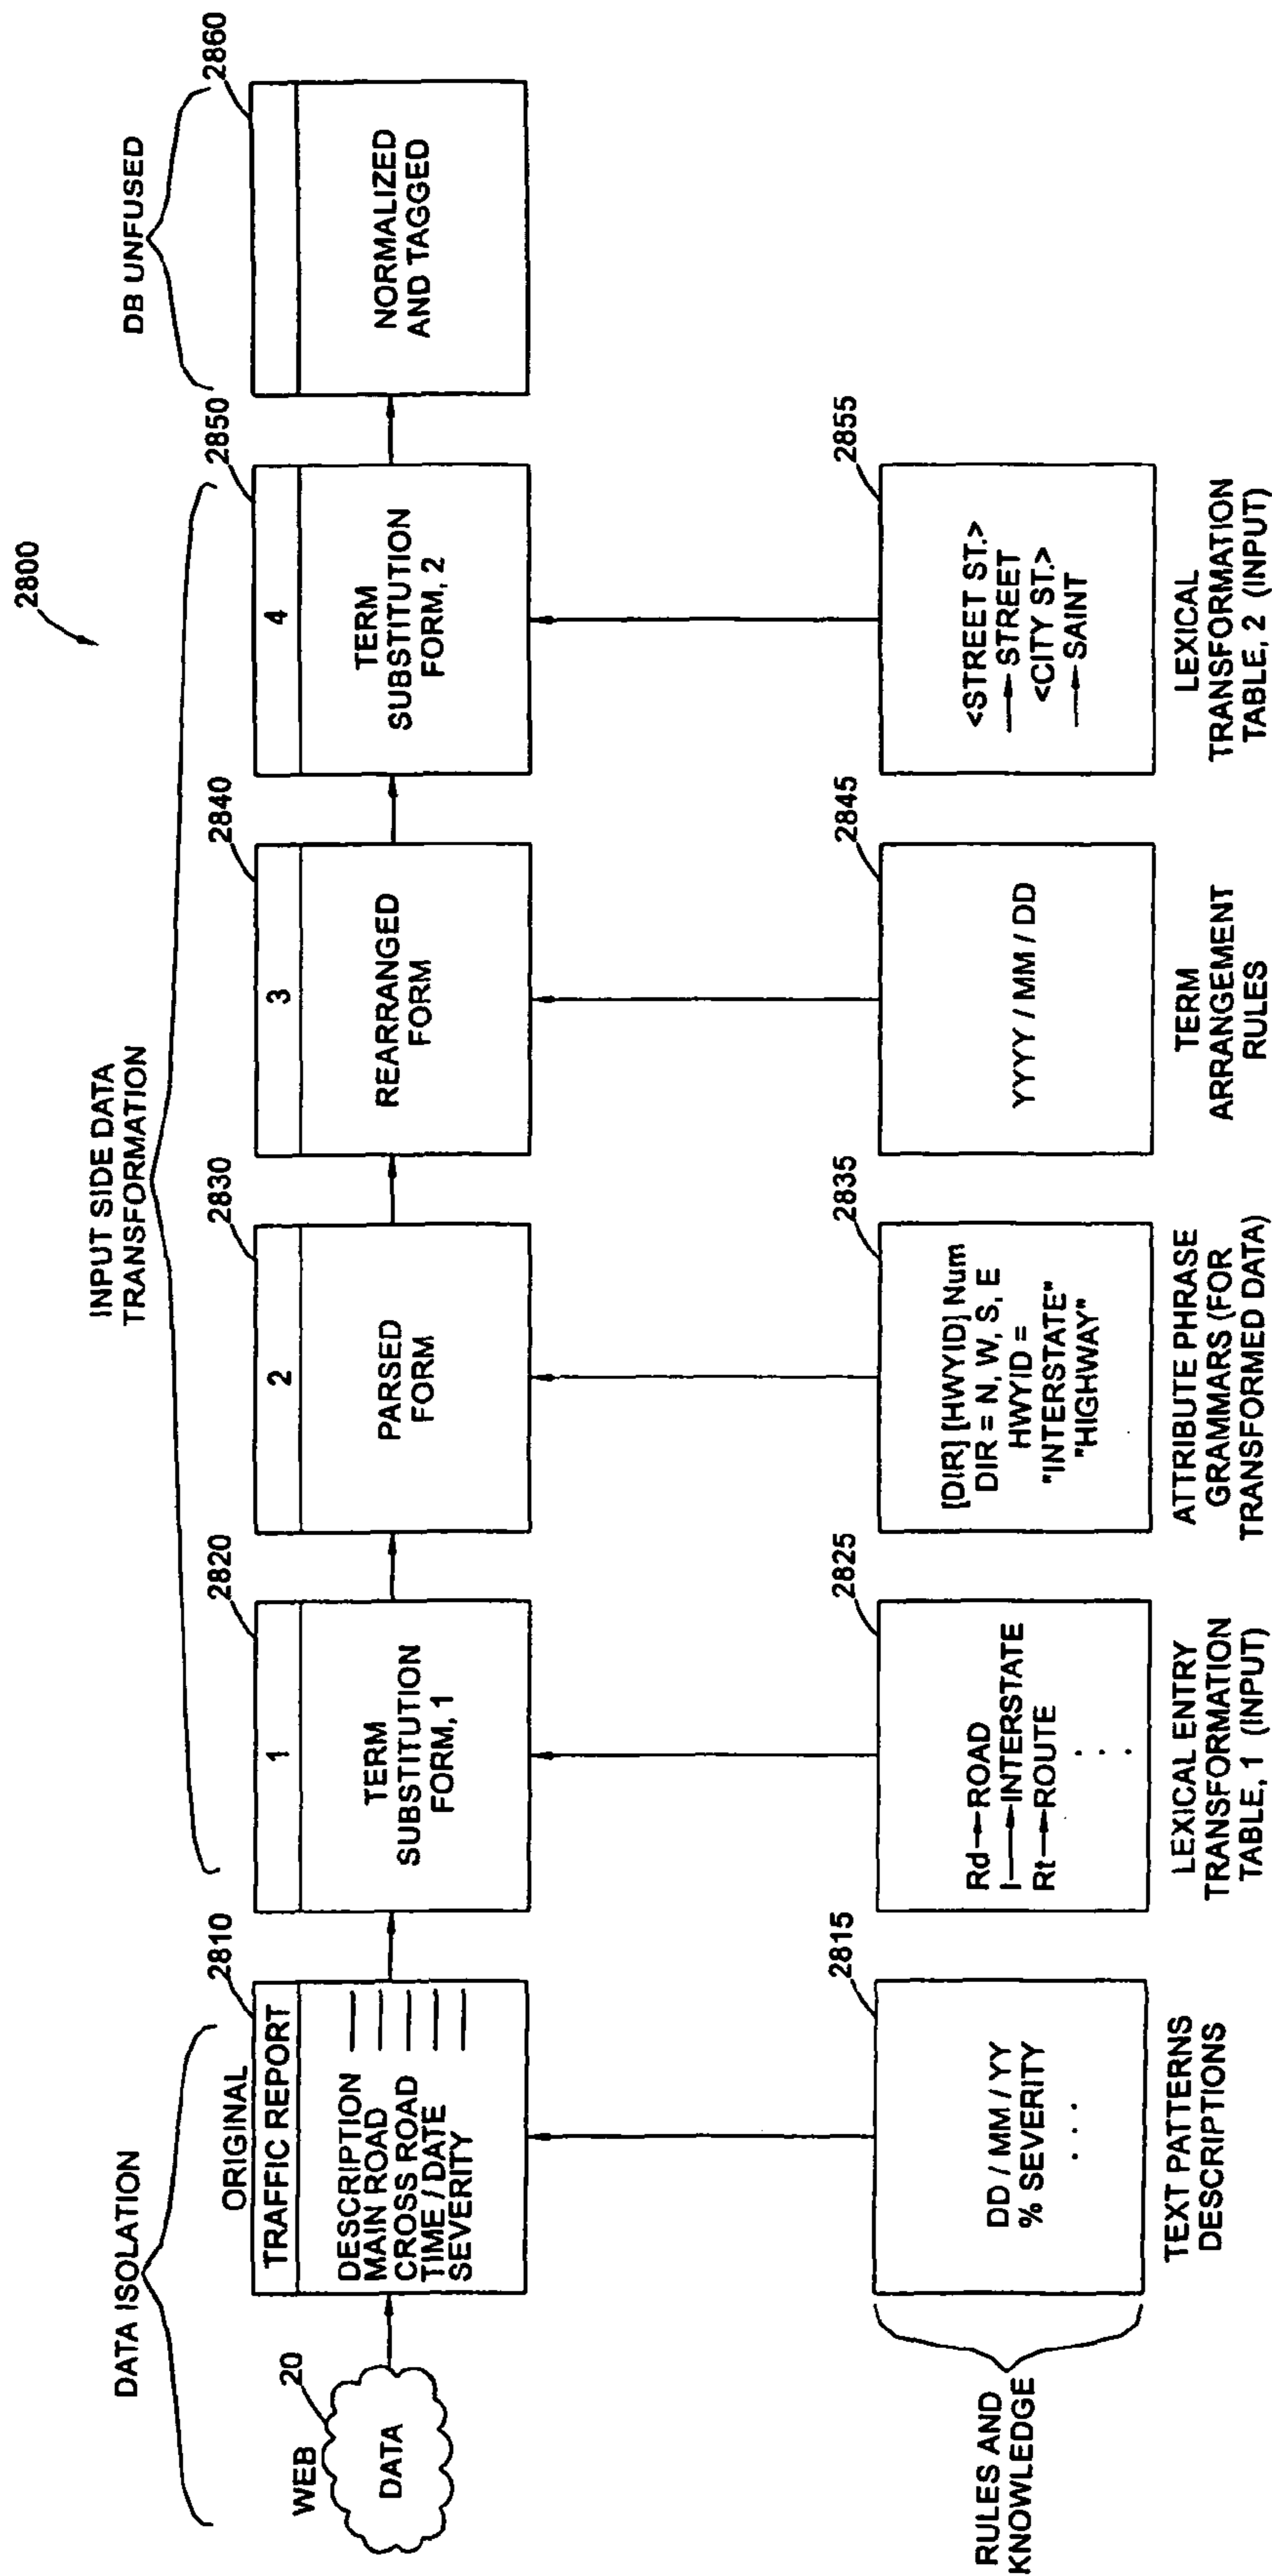 2800
DATA ISOLATION
INPUT SIDE DATA
TRANSFORMATION
DB UNFUSED
WEB
20
DATA
ORIGINAL
2810
TRAFFIC REPORT
DESCRIPTION
MAIN ROAD
CROSS ROAD
TIME / DATE
SEVERITY
2820
1
TERM
SUBSTITUTION
FORM, 1
2830
2
PARSED
FORM
2840
3
REARRANGED
FORM
2850
4
TERM
SUBSTITUTION
FORM, 2
2860
NORMALIZED
AND TAGGED
RULES AND
KNOWLEDGE
2815
DD / MM / YY
% SEVERITY
. . .
TEXT PATTERNS
DESCRIPTIONS
2825
Rd → ROAD
I → INTERSTATE
Rt → ROUTE
. . .
LEXICAL ENTRY
TRANSFORMATION
TABLE, 1 (INPUT)
2835
[DIR] [HWYID] Num
DIR = N, W, S, E
HWYID =
"INTERSTATE"
"HIGHWAY"
ATTRIBUTE PHRASE
GRAMMARS (FOR
TRANSFORMED DATA)
2845
YYYY / MM / DD
TERM
ARRANGEMENT
RULES
2855
<STREET ST.>
→ STREET
<CITY ST.>
→ SAINT
LEXICAL
TRANSFORMATION
TABLE, 2 (INPUT)